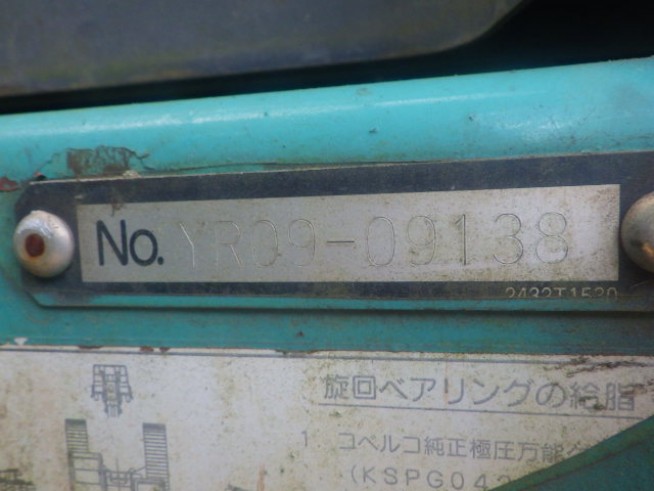 No. YR09-09138
2432T1530
旋回ベアリングの給脂
1 コベルコ純正極圧万能
(KSPG04